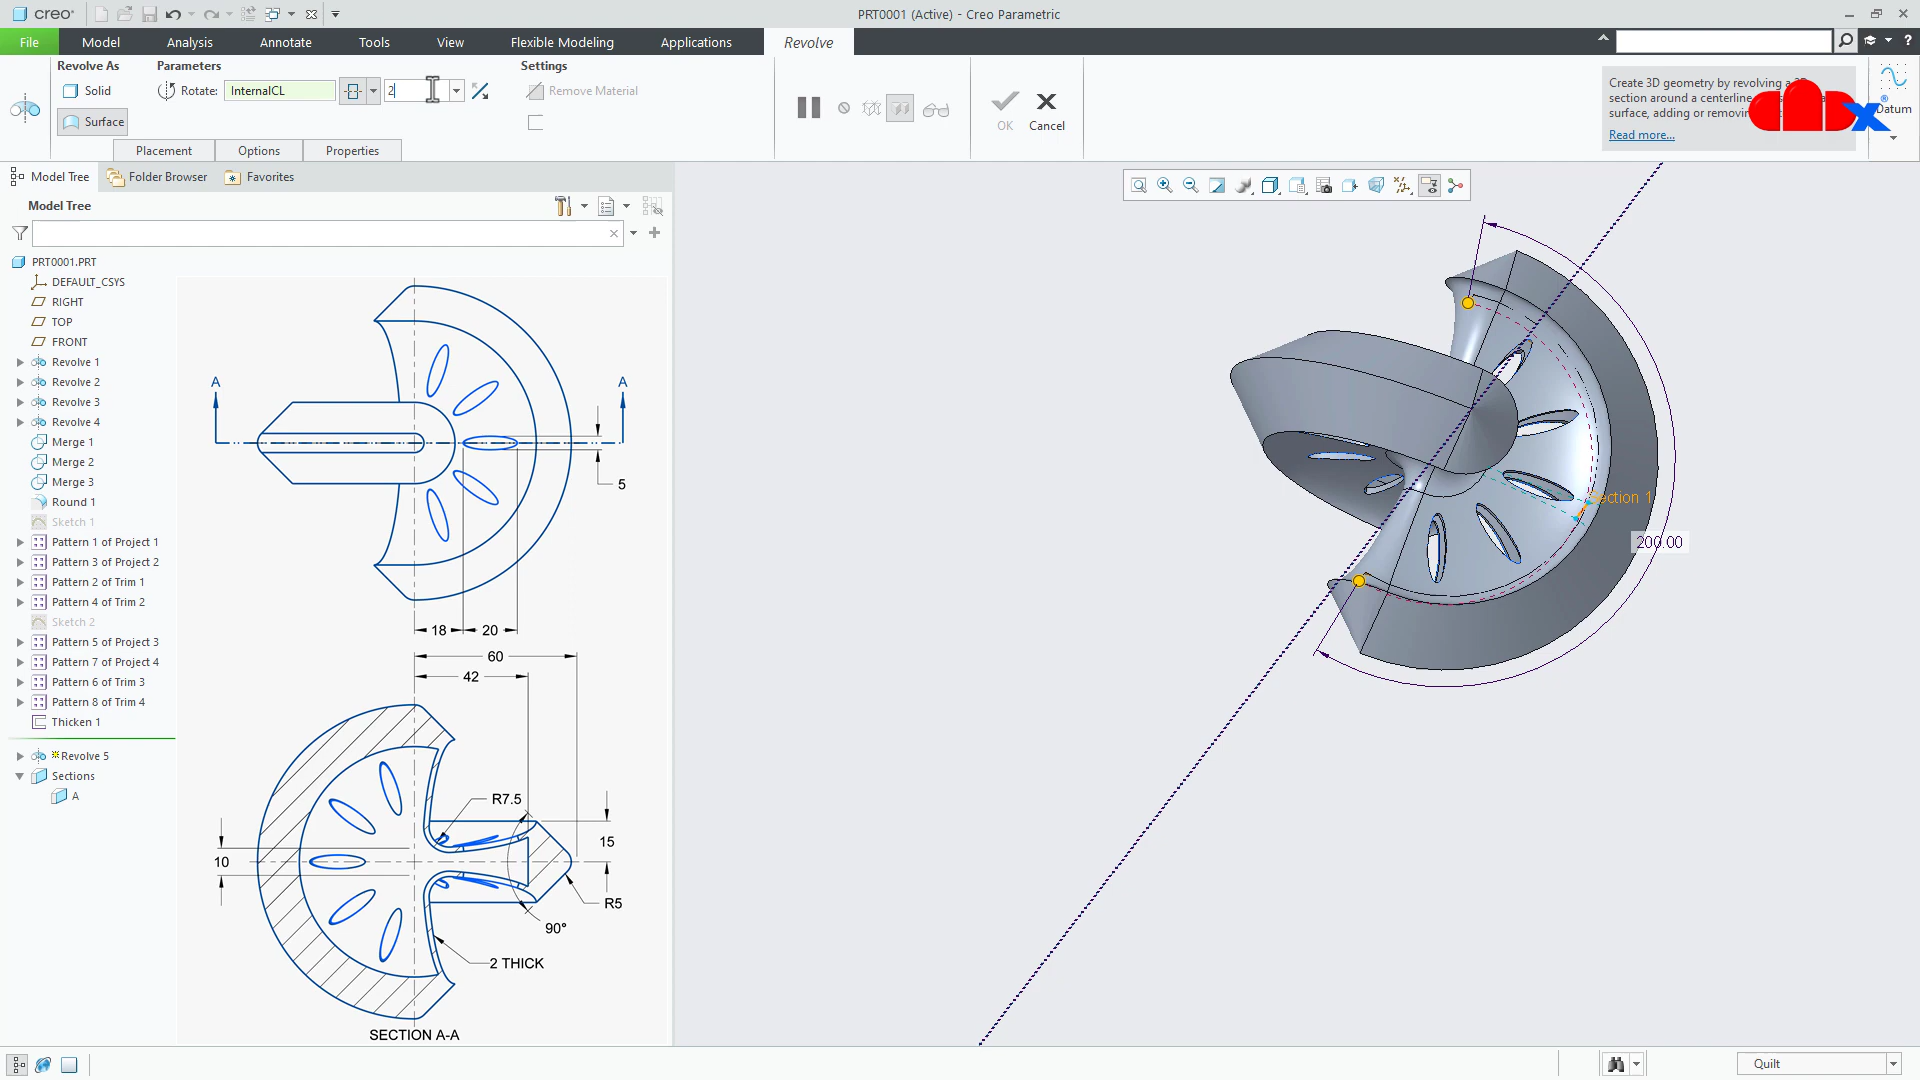 creo
PRT0001 (Active) - Creo Parametric
File
Model
Analysis
Annotate
Tools
View
Flexible Modeling
Applications
Revolve
?
Revolve As
Parameters
Settings
Solid
Rotate:
InternalCL
2
Remove Material
Surface
OK
Cancel
Placement
Options
Properties
Create 3D geometry by revolving a 2D
section around a centerline
surface, adding or removin
Read more...
Datum
x
Model Tree
Folder Browser
Favorites
Model Tree
PRT0001.PRT
DEFAULT_CSYS
RIGHT
TOP
FRONT
Revolve 1
Revolve 2
Revolve 3
Revolve 4
Merge 1
Merge 2
Merge 3
Round 1
Sketch 1
Pattern 1 of Project 1
Pattern 3 of Project 2
Pattern 2 of Trim 1
Pattern 4 of Trim 2
Sketch 2
Pattern 5 of Project 3
Pattern 7 of Project 4
Pattern 6 of Trim 3
Pattern 8 of Trim 4
Thicken 1
Revolve 5
Sections
A
A
A
5
18
20
60
42
R7.5
15
10
R5
90°
2 THICK
SECTION A-A
Section 1
200.00
Quilt